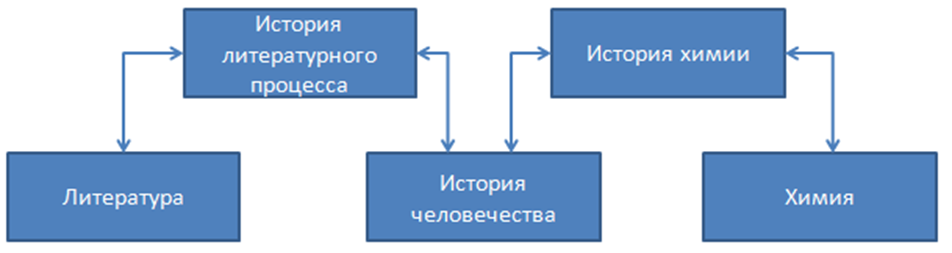 История
литературного
процесса
История химии
Литература
История
человечества
Химия